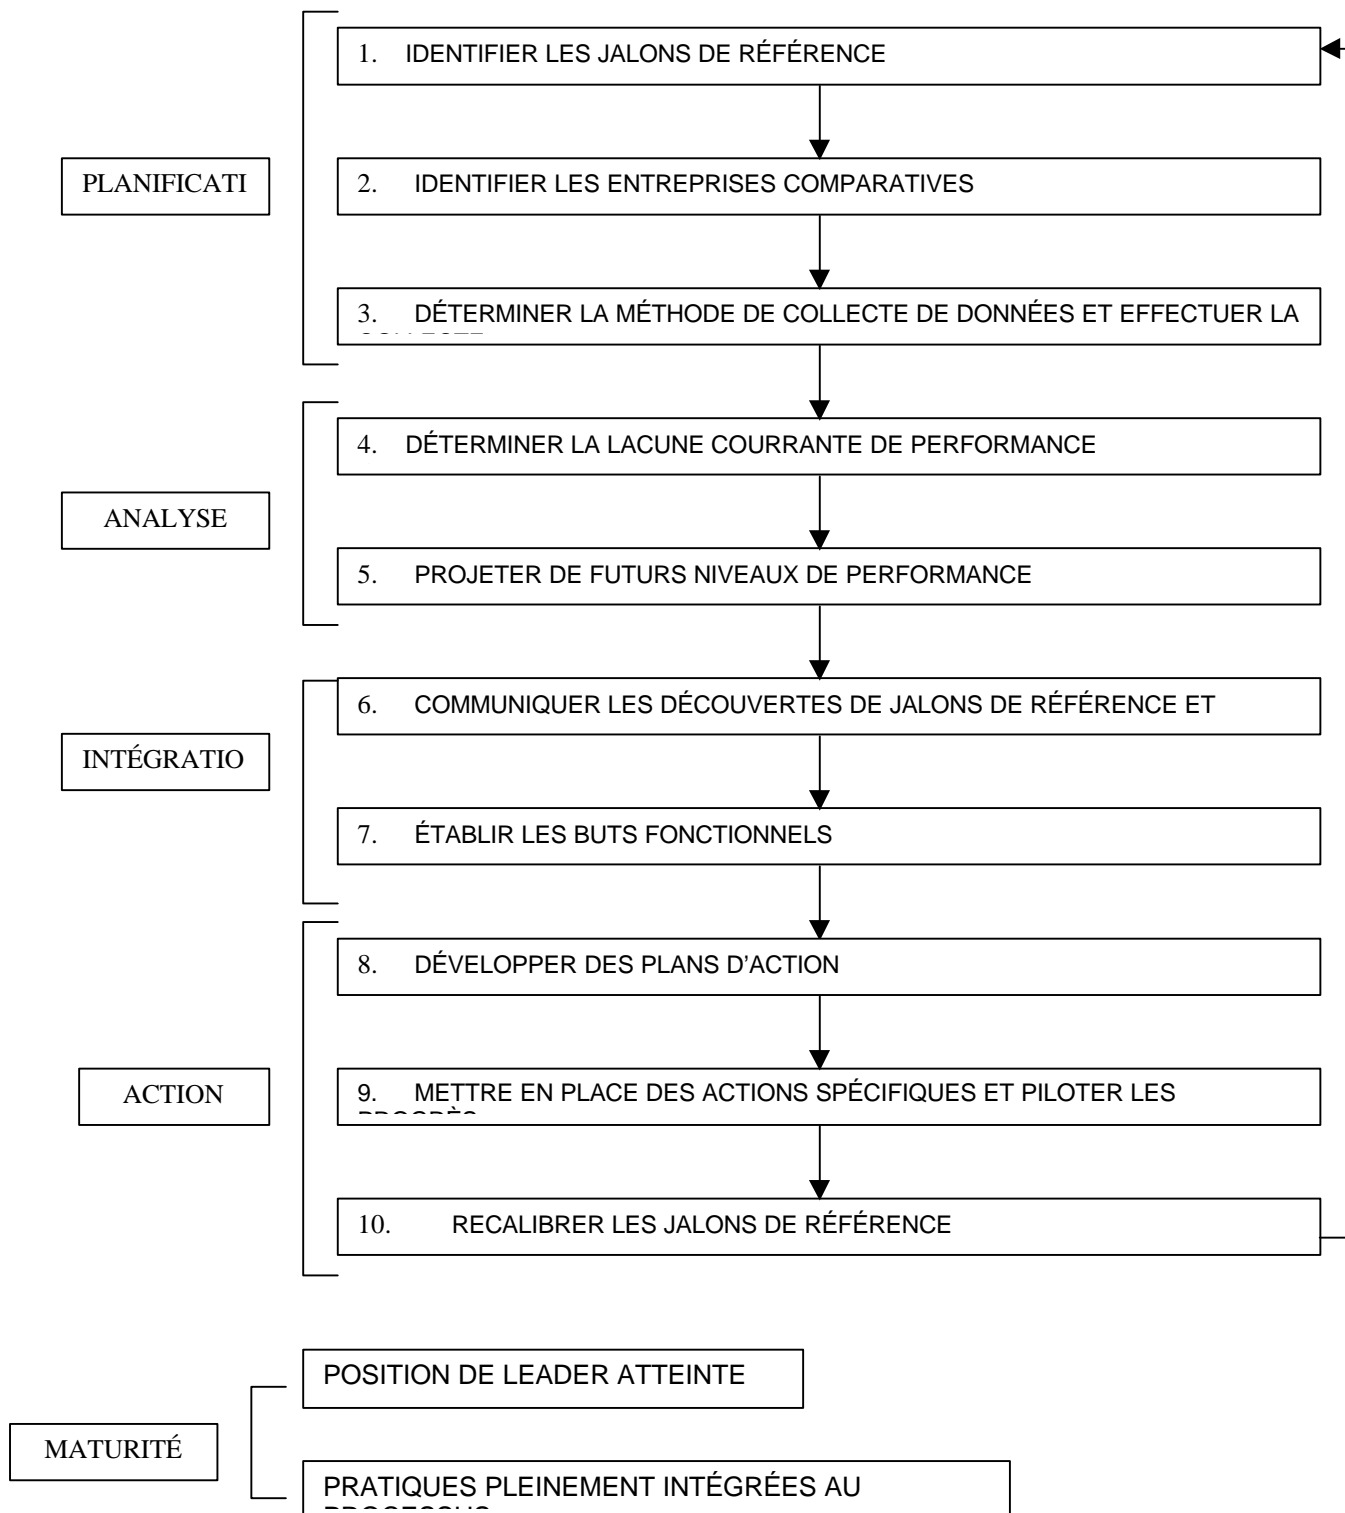 1. IDENTIFIER LES JALONS DE RÉFÉRENCE
PLANIFICATI
2. IDENTIFIER LES ENTREPRISES COMPARATIVES
3. DÉTERMINER LA MÉTHODE DE COLLECTE DE DONNÉES ET EFFECTUER LA
4. DÉTERMINER LA LACUNE COURRANTE DE PERFORMANCE
ANALYSE
5. PROJETER DE FUTURS NIVEAUX DE PERFORMANCE
6. COMMUNIQUER LES DÉCOUVERTES DE JALONS DE RÉFÉRENCE ET
INTÉGRATIO
7. ÉTABLIR LES BUTS FONCTIONNELS
8. DÉVELOPPER DES PLANS D’ACTION
ACTION
9. METTRE EN PLACE DES ACTIONS SPÉCIFIQUES ET PILOTER LES
10. RECALIBRER LES JALONS DE RÉFÉRENCE
POSITION DE LEADER ATTEINTE
MATURITÉ
PRATIQUES PLEINEMENT INTÉGRÉES AU